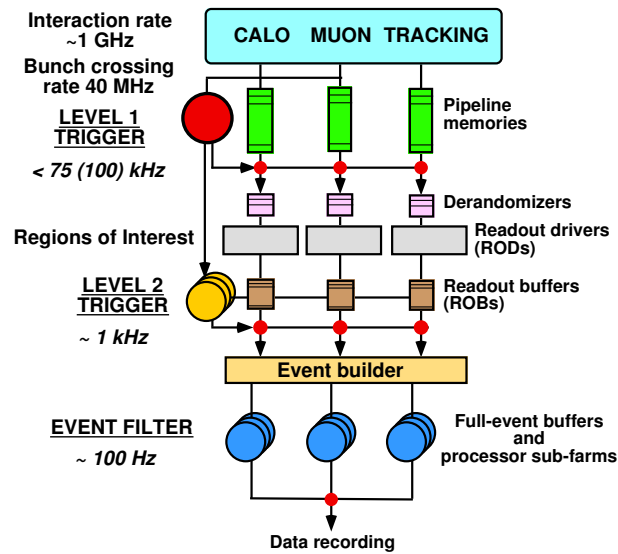 Interaction rate
~1 GHz
CALO MUON TRACKING
Bunch crossing
rate 40 MHz
LEVEL 1
TRIGGER
< 75 (100) kHz
Pipeline
memories
Derandomizers
Regions of Interest
Readout drivers
(RODs)
LEVEL 2
TRIGGER
~ 1 kHz
Readout buffers
(ROBs)
Event builder
EVENT FILTER
~ 100 Hz
Full-event buffers
and
processor sub-farms
Data recording